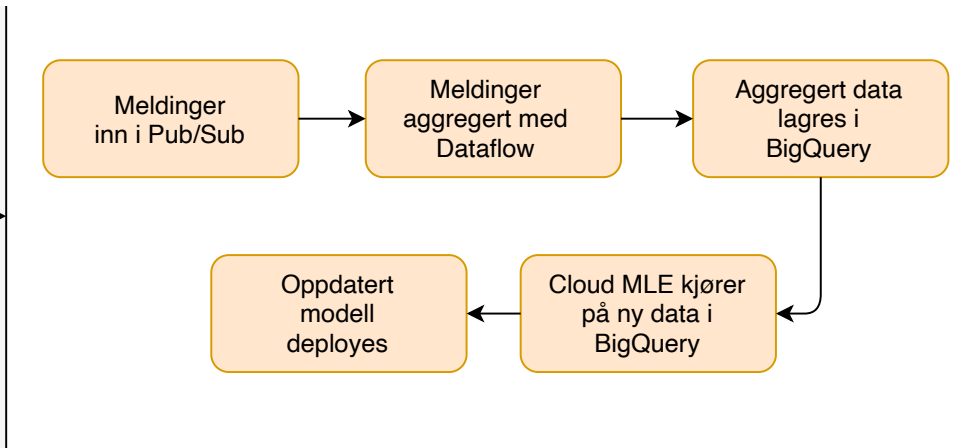 Meldinger
inn i Pub/Sub
Meldinger
aggregert med
Dataflow
Aggregert data
lagres i
BigQuery
Oppdatert
modell
deployes
Cloud MLE kjører
på ny data i
BigQuery